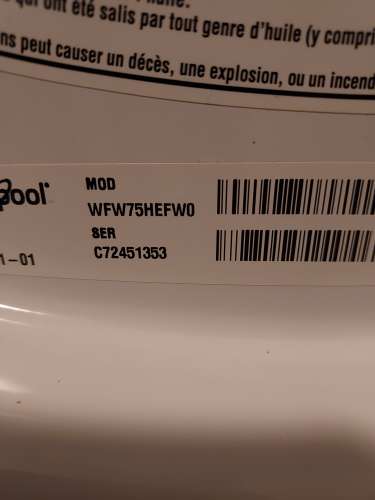 qui ont été salis par tout genre d'huile (y compri
ns peut causer un décès, une explosion, ou un incend
pool
MOD
WFW75HEFW0
SER
C72451353
1-01